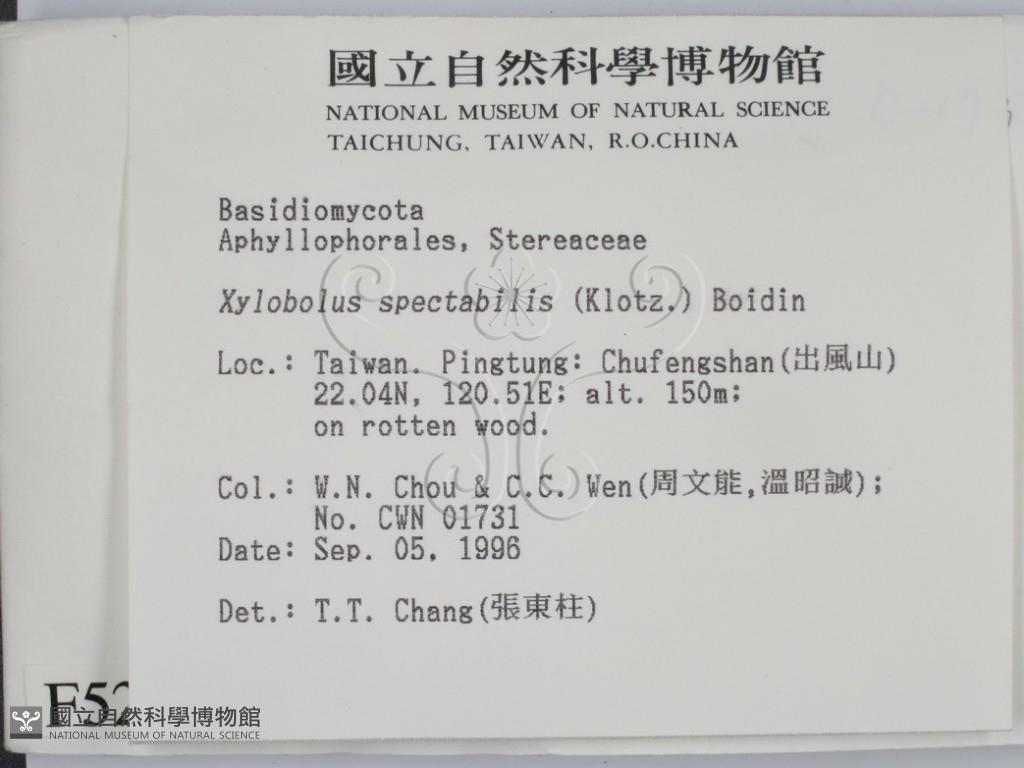 國立自然科學博物館
NATIONAL MUSEUM OF NATURAL SCIENCE
TAICHUNG, TAIWAN, R.O.CHINA
Basidiomycota
Aphyllophorales, Stereaceae
Xylobolus spectabilis (Klotz.) Boidin
Loc.: Taiwan. Pingtung: Chufengshan(出風山)
22.04N, 120.51E; alt. 150m;
on rotten wood.
Col.: W.N. Chou & C.C. Wen(周文能,溫昭誠);
No. CWN 01731
Date: Sep. 05, 1996
Det.: T.T. Chang(張東柱)
F52
國立自然科學博物館
NATIONAL MUSEUM OF NATURAL SCIENCE